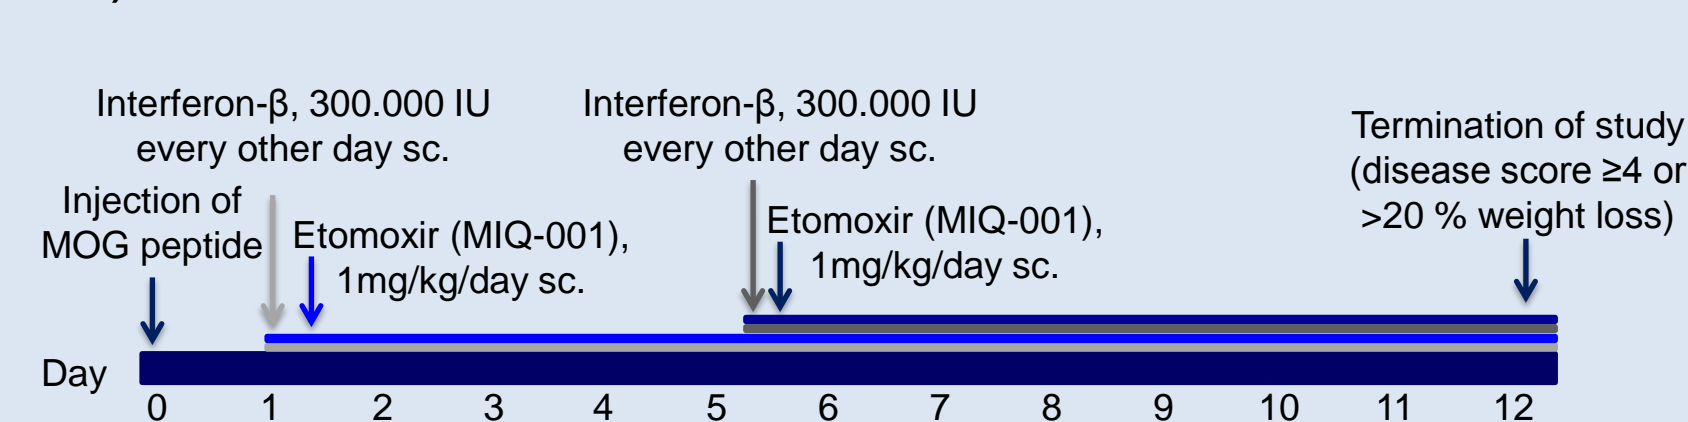 Interferon-β, 300.000 IU
every other day sc.
Interferon-β, 300.000 IU
every other day sc.
Termination of study
(disease score ≥4 or
>20 % weight loss)
Injection of
MOG peptide
Etomoxir (MIQ-001),
1mg/kg/day sc.
Etomoxir (MIQ-001),
1mg/kg/day sc.
Day
0 1 2 3 4 5 6 7 8 9 10 11 12